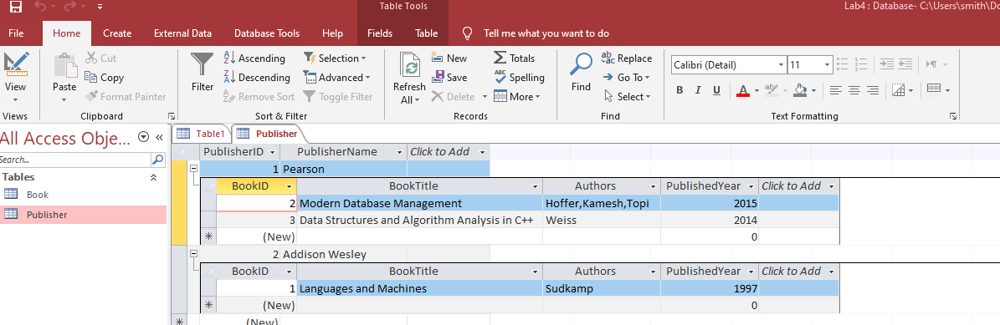 Table Tools Lab4 : Database- C:\Users\smith\Do
File Home Create External Data Database Tools Help Fields Table Tell me what you want to do
View Paste Cut Copy Format Painter Filter Ascending Descending Remove Sort Selection Advanced Toggle Filter Refresh All New Save Delete Totals Spelling More Find Replace Go To Select Calibri (Detail) 11 B I U A
Views Clipboard Sort & Filter Records Find Text Formatting
All Access Obje... Table1 Publisher
Search...
Tables
Book
Publisher
PublisherID PublisherName Click to Add
1 Pearson
BookID BookTitle Authors PublishedYear Click to Add
2 Modern Database Management Hoffer,Kamesh,Topi 2015
3 Data Structures and Algorithm Analysis in C++ Weiss 2014
(New) 0
2 Addison Wesley
BookID BookTitle Authors PublishedYear Click to Add
1 Languages and Machines Sudkamp 1997
(New) 0
(New)